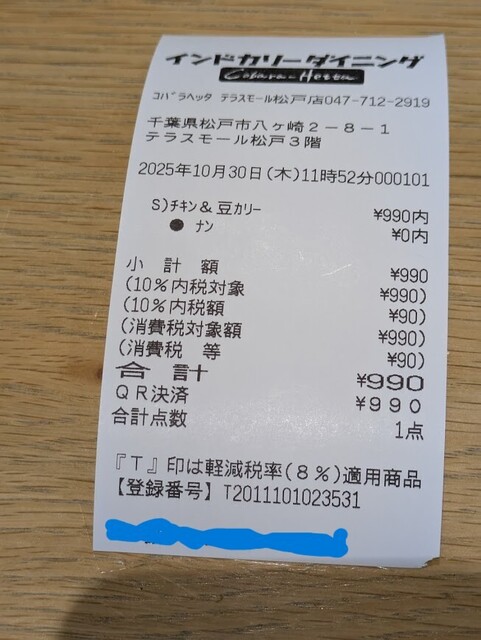 インドカリーダイニング
Cobara-Hetta
コバラヘッタ テラスモール松戸店047-712-2919
千葉県松戸市八ヶ崎2-8-1
テラスモール松戸3階
2025年10月30日(木)11時52分000101
S)チキン&豆カリー ¥990内
● ナン ¥0内
小計額 ¥990
(10%内税対象 ¥990)
(10%内税額 ¥90)
(消費税対象額 ¥990)
(消費税 等 ¥90)
合計 ¥990
QR決済 ¥990
合計点数 1点
『T』印は軽減税率(8%)適用商品
【登録番号】T2011101023531